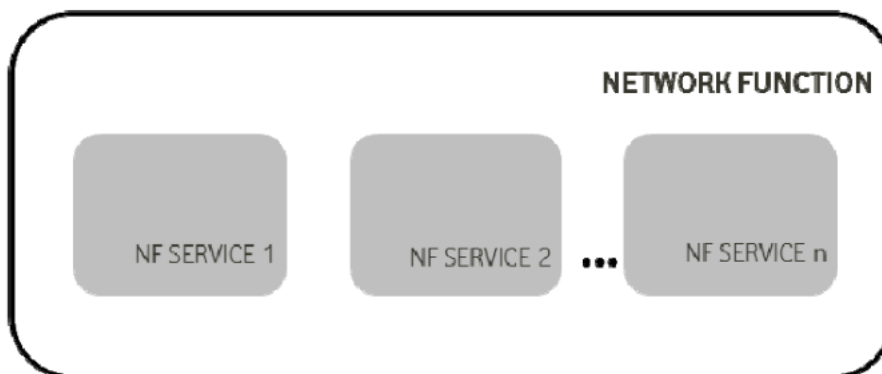 NETWORK FUNCTION
NF SERVICE 1
NF SERVICE 2
...
NF SERVICE n